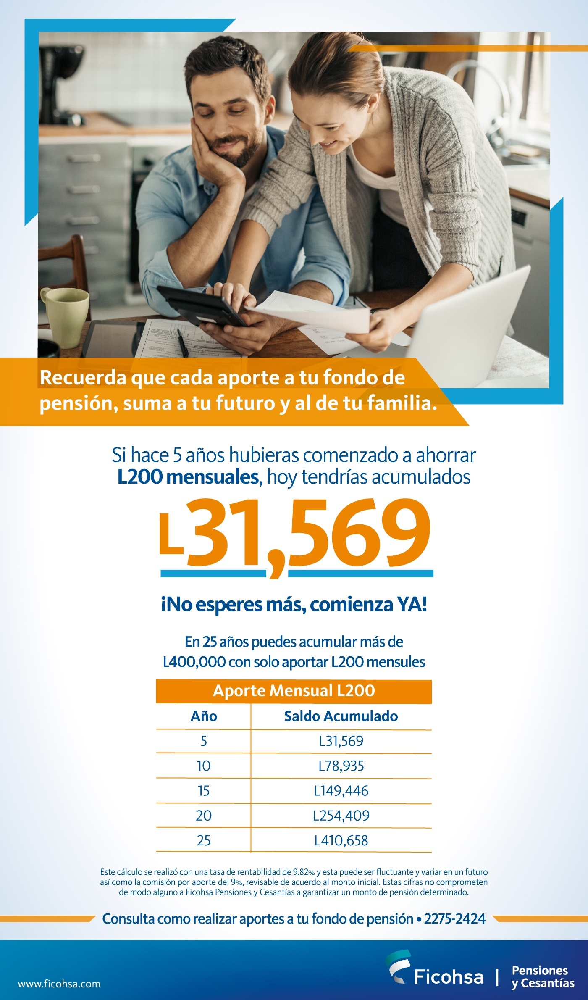 Recuerda que cada aporte a tu fondo de
pensión, suma a tu futuro y al de tu familia.
Si hace 5 años hubieras comenzado a ahorrar
L200 mensuales, hoy tendrías acumulados
L31,569
¡No esperes más, comienza YA!
En 25 años puedes acumular más de
L400,000 con solo aportar L200 mensules
Aporte Mensual L200
Año Saldo Acumulado
5 L31,569
10 L78,935
15 L149,446
20 L254,409
25 L410,658
Este cálculo se realizó con una tasa de rentabilidad de 9.82% y esta puede ser fluctuante y variar en un futuro
así como la comisión por aporte del 9%, revisable de acuerdo al monto inicial. Estas cifras no comprometen
de modo alguno a Ficohsa Pensiones y Cesantías a garantizar un monto de pensión determinado.
Consulta como realizar aportes a tu fondo de pensión • 2275-2424
www.ficohsa.com
Ficohsa | Pensiones
y Cesantías